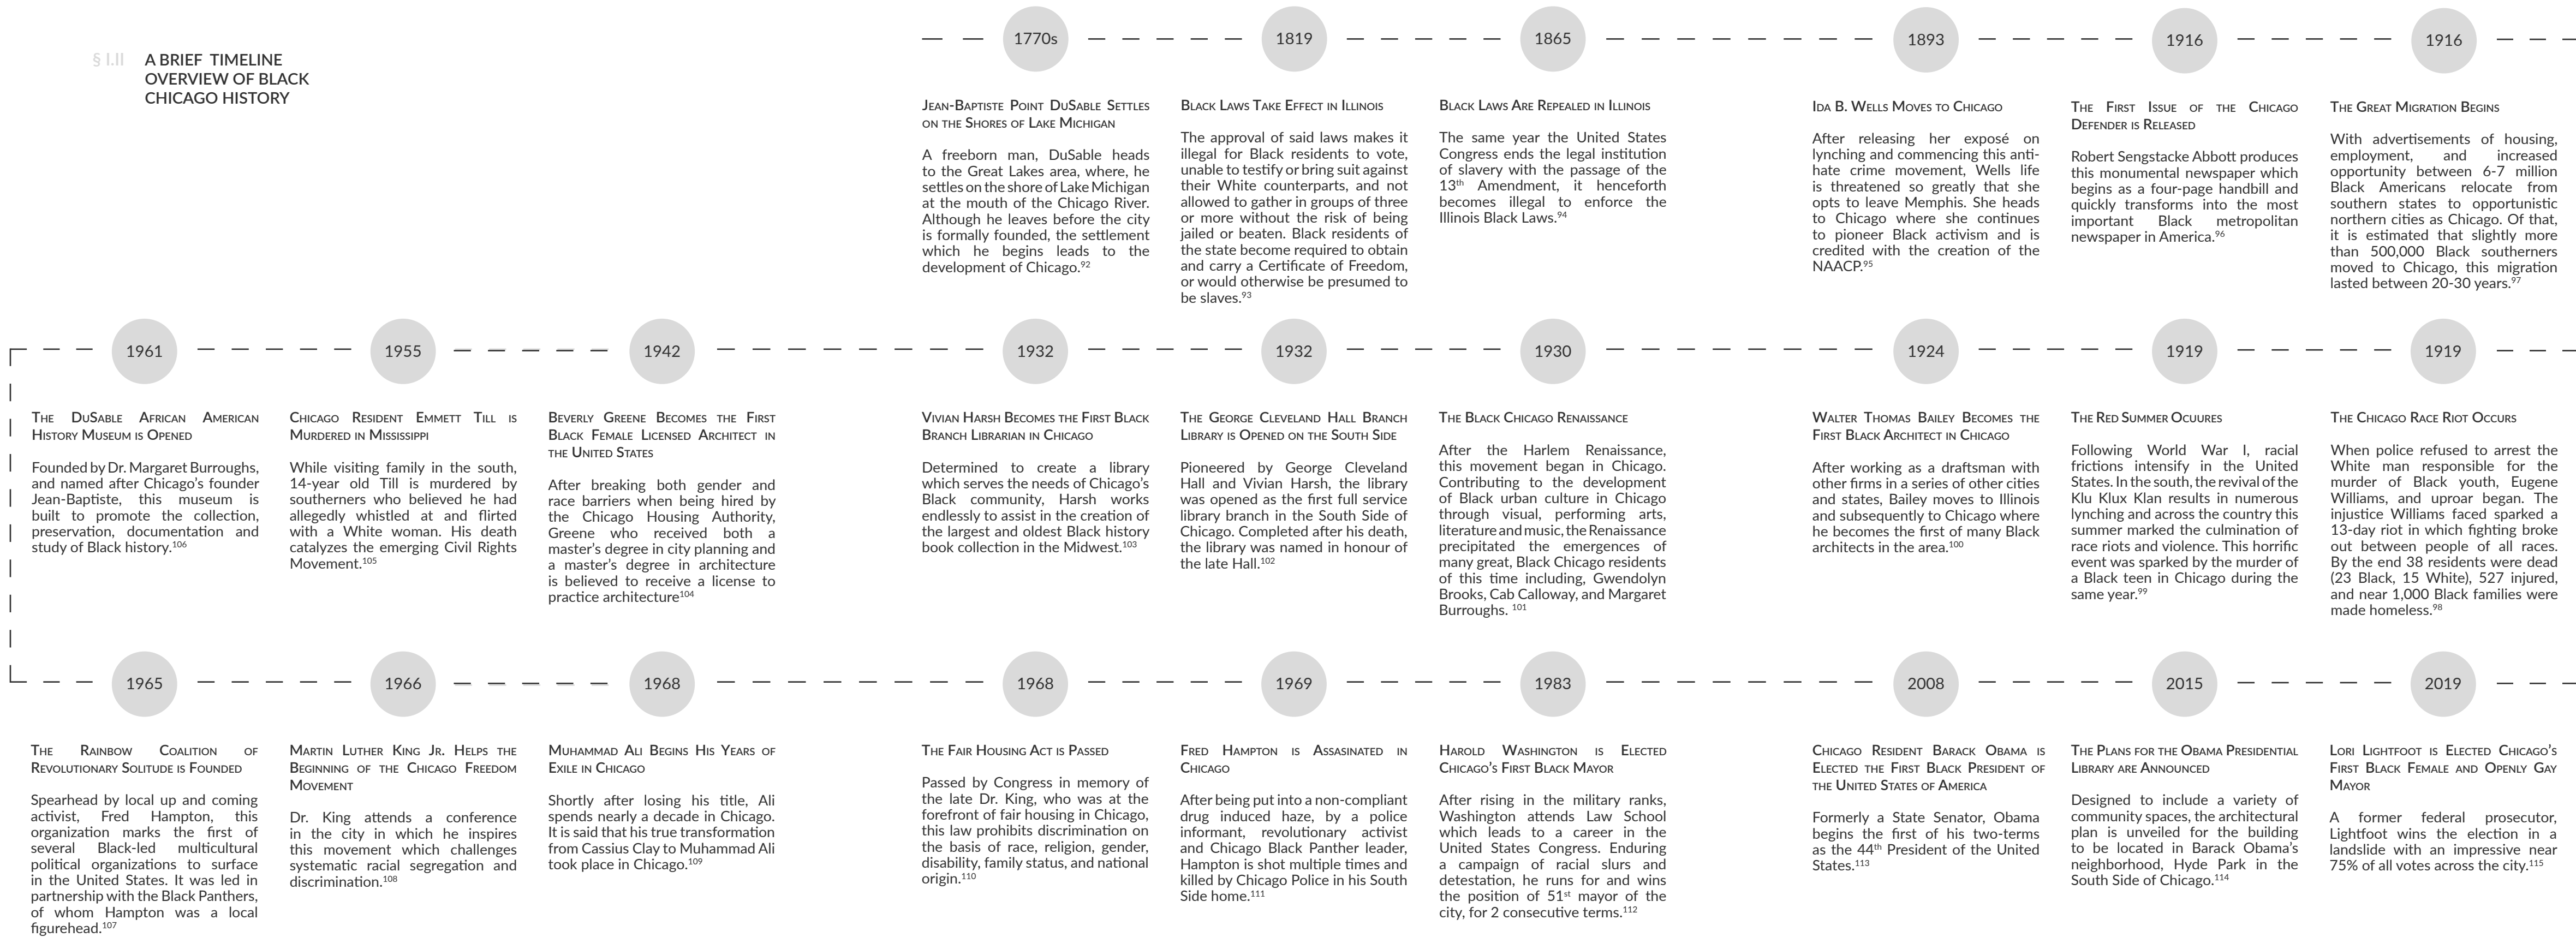 § I.II
A BRIEF TIMELINE
OVERVIEW OF BLACK
CHICAGO HISTORY
1770s
Jean-Baptiste Point DuSable Settles
on the Shores of Lake Michigan
A freeborn man, DuSable heads
to the Great Lakes area, where, he
settles on the shore of Lake Michigan
at the mouth of the Chicago River.
Although he leaves before the city
is formally founded, the settlement
which he begins leads to the
development of Chicago.92
1819
Black Laws Take Effect in Illinois
The approval of said laws makes it
illegal for Black residents to vote,
unable to testify or bring suit against
their White counterparts, and not
allowed to gather in groups of three
or more without the risk of being
jailed or beaten. Black residents of
the state become required to obtain
and carry a Certificate of Freedom,
or would otherwise be presumed to
be slaves.93
1865
Black Laws Are Repealed in Illinois
The same year the United States
Congress ends the legal institution
of slavery with the passage of the
13th Amendment, it henceforth
becomes illegal to enforce the
Illinois Black Laws.94
1893
Ida B. Wells Moves to Chicago
After releasing her exposé on
lynching and commencing this anti-
hate crime movement, Wells life
is threatened so greatly that she
opts to leave Memphis. She heads
to Chicago where she continues
to pioneer Black activism and is
credited with the creation of the
NAACP.95
1916
The First Issue of the Chicago
Defender is Released
Robert Sengstacke Abbott produces
this monumental newspaper which
begins as a four-page handbill and
quickly transforms into the most
important Black metropolitan
newspaper in America.96
1916
The Great Migration Begins
With advertisements of housing,
employment, and increased
opportunity between 6-7 million
Black Americans relocate from
southern states to opportunistic
northern cities as Chicago. Of that,
it is estimated that slightly more
than 500,000 Black southerners
moved to Chicago, this migration
lasted between 20-30 years.97
1961
The DuSable African American
History Museum is Opened
Founded by Dr. Margaret Burroughs,
and named after Chicago's founder
Jean-Baptiste, this museum is
built to promote the collection,
preservation, documentation and
study of Black history.106
1955
Chicago Resident Emmett Till is
Murdered in Mississippi
While visiting family in the south,
14-year old Till is murdered by
southerners who believed he had
allegedly whistled at and flirted
with a White woman. His death
catalyzes the emerging Civil Rights
Movement.105
1942
Beverly Greene Becomes the First
Black Female Licensed Architect in
the United States
After breaking both gender and
race barriers when being hired by
the Chicago Housing Authority,
Greene who received both a
master's degree in city planning and
a master's degree in architecture
is believed to receive a license to
practice architecture104
1932
Vivian Harsh Becomes the First Black
Branch Librarian in Chicago
Determined to create a library
which serves the needs of Chicago's
Black community, Harsh works
endlessly to assist in the creation of
the largest and oldest Black history
book collection in the Midwest.103
1932
The George Cleveland Hall Branch
Library is Opened on the South Side
Pioneered by George Cleveland
Hall and Vivian Harsh, the library
was opened as the first full service
library branch in the South Side of
Chicago. Completed after his death,
the library was named in honour of
the late Hall.102
1930
The Black Chicago Renaissance
After the Harlem Renaissance,
this movement began in Chicago.
Contributing to the development
of Black urban culture in Chicago
through visual, performing arts,
literature and music, the Renaissance
precipitated the emergences of
many great, Black Chicago residents
of this time including, Gwendolyn
Brooks, Cab Calloway, and Margaret
Burroughs. 101
1924
Walter Thomas Bailey Becomes the
First Black Architect in Chicago
After working as a draftsman with
other firms in a series of other cities
and states, Bailey moves to Illinois
and subsequently to Chicago where
he becomes the first of many Black
architects in the area.100
1919
The Red Summer Ocuures
Following World War I, racial
frictions intensify in the United
States. In the south, the revival of the
Klu Klux Klan results in numerous
lynching and across the country this
summer marked the culmination of
race riots and violence. This horrific
event was sparked by the murder of
a Black teen in Chicago during the
same year.99
1919
The Chicago Race Riot Occurs
When police refused to arrest the
White man responsible for the
murder of Black youth, Eugene
Williams, and uproar began. The
injustice Williams faced sparked a
13-day riot in which fighting broke
out between people of all races.
By the end 38 residents were dead
(23 Black, 15 White), 527 injured,
and near 1,000 Black families were
made homeless.98
1965
The Rainbow Coalition of
Revolutionary Solitude is Founded
Spearhead by local up and coming
activist, Fred Hampton, this
organization marks the first of
several Black-led multicultural
political organizations to surface
in the United States. It was led in
partnership with the Black Panthers,
of whom Hampton was a local
figurehead.107
1966
Martin Luther King Jr. Helps the
Beginning of the Chicago Freedom
Movement
Dr. King attends a conference
in the city in which he inspires
this movement which challenges
systematic racial segregation and
discrimination.108
1968
Muhammad Ali Begins His Years of
Exile in Chicago
Shortly after losing his title, Ali
spends nearly a decade in Chicago.
It is said that his true transformation
from Cassius Clay to Muhammad Ali
took place in Chicago.109
1968
The Fair Housing Act is Passed
Passed by Congress in memory of
the late Dr. King, who was at the
forefront of fair housing in Chicago,
this law prohibits discrimination on
the basis of race, religion, gender,
disability, family status, and national
origin.110
1969
Fred Hampton is Assasinated in
Chicago
After being put into a non-compliant
drug induced haze, by a police
informant, revolutionary activist
and Chicago Black Panther leader,
Hampton is shot multiple times and
killed by Chicago Police in his South
Side home.111
1983
Harold Washington is Elected
Chicago's First Black Mayor
After rising in the military ranks,
Washington attends Law School
which leads to a career in the
United States Congress. Enduring
a campaign of racial slurs and
detestation, he runs for and wins
the position of 51st mayor of the
city, for 2 consecutive terms.112
2008
Chicago Resident Barack Obama is
Elected the First Black President of
the United States of America
Formerly a State Senator, Obama
begins the first of his two-terms
as the 44th President of the United
States.113
2015
The Plans for the Obama Presidential
Library are Announced
Designed to include a variety of
community spaces, the architectural
plan is unveiled for the building
to be located in Barack Obama's
neighborhood, Hyde Park in the
South Side of Chicago.114
2019
Lori Lightfoot is Elected Chicago's
First Black Female and Openly Gay
Mayor
A former federal prosecutor,
Lightfoot wins the election in a
landslide with an impressive near
75% of all votes across the city.115